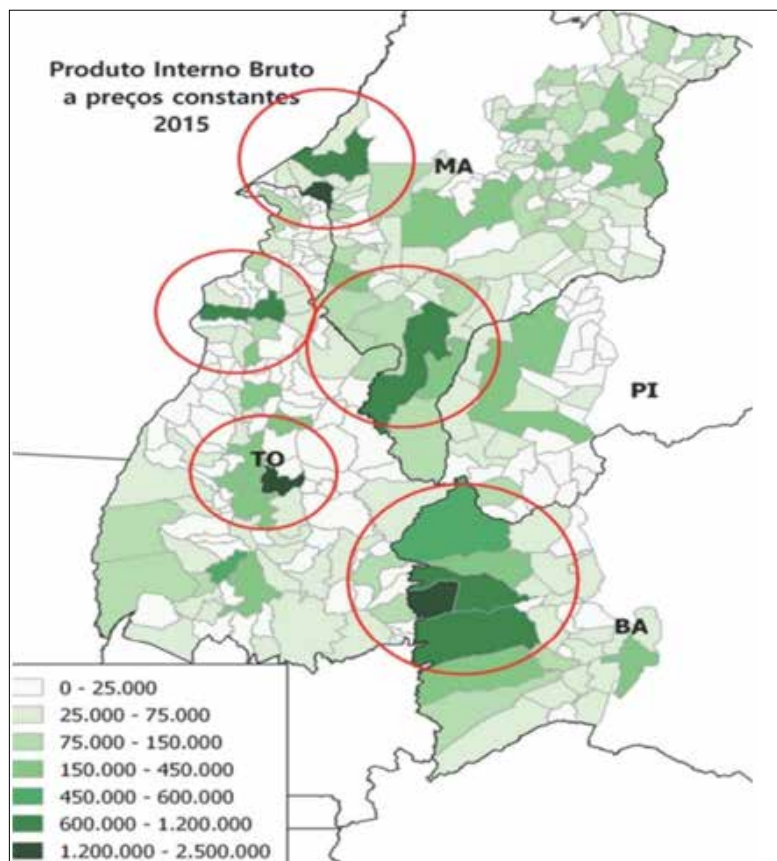 Produto Interno Bruto
a preços constantes
2015
MA
PI
TO
BA
0 - 25.000
25.000 - 75.000
75.000 - 150.000
150.000 - 450.000
450.000 - 600.000
600.000 - 1.200.000
1.200.000 - 2.500.000